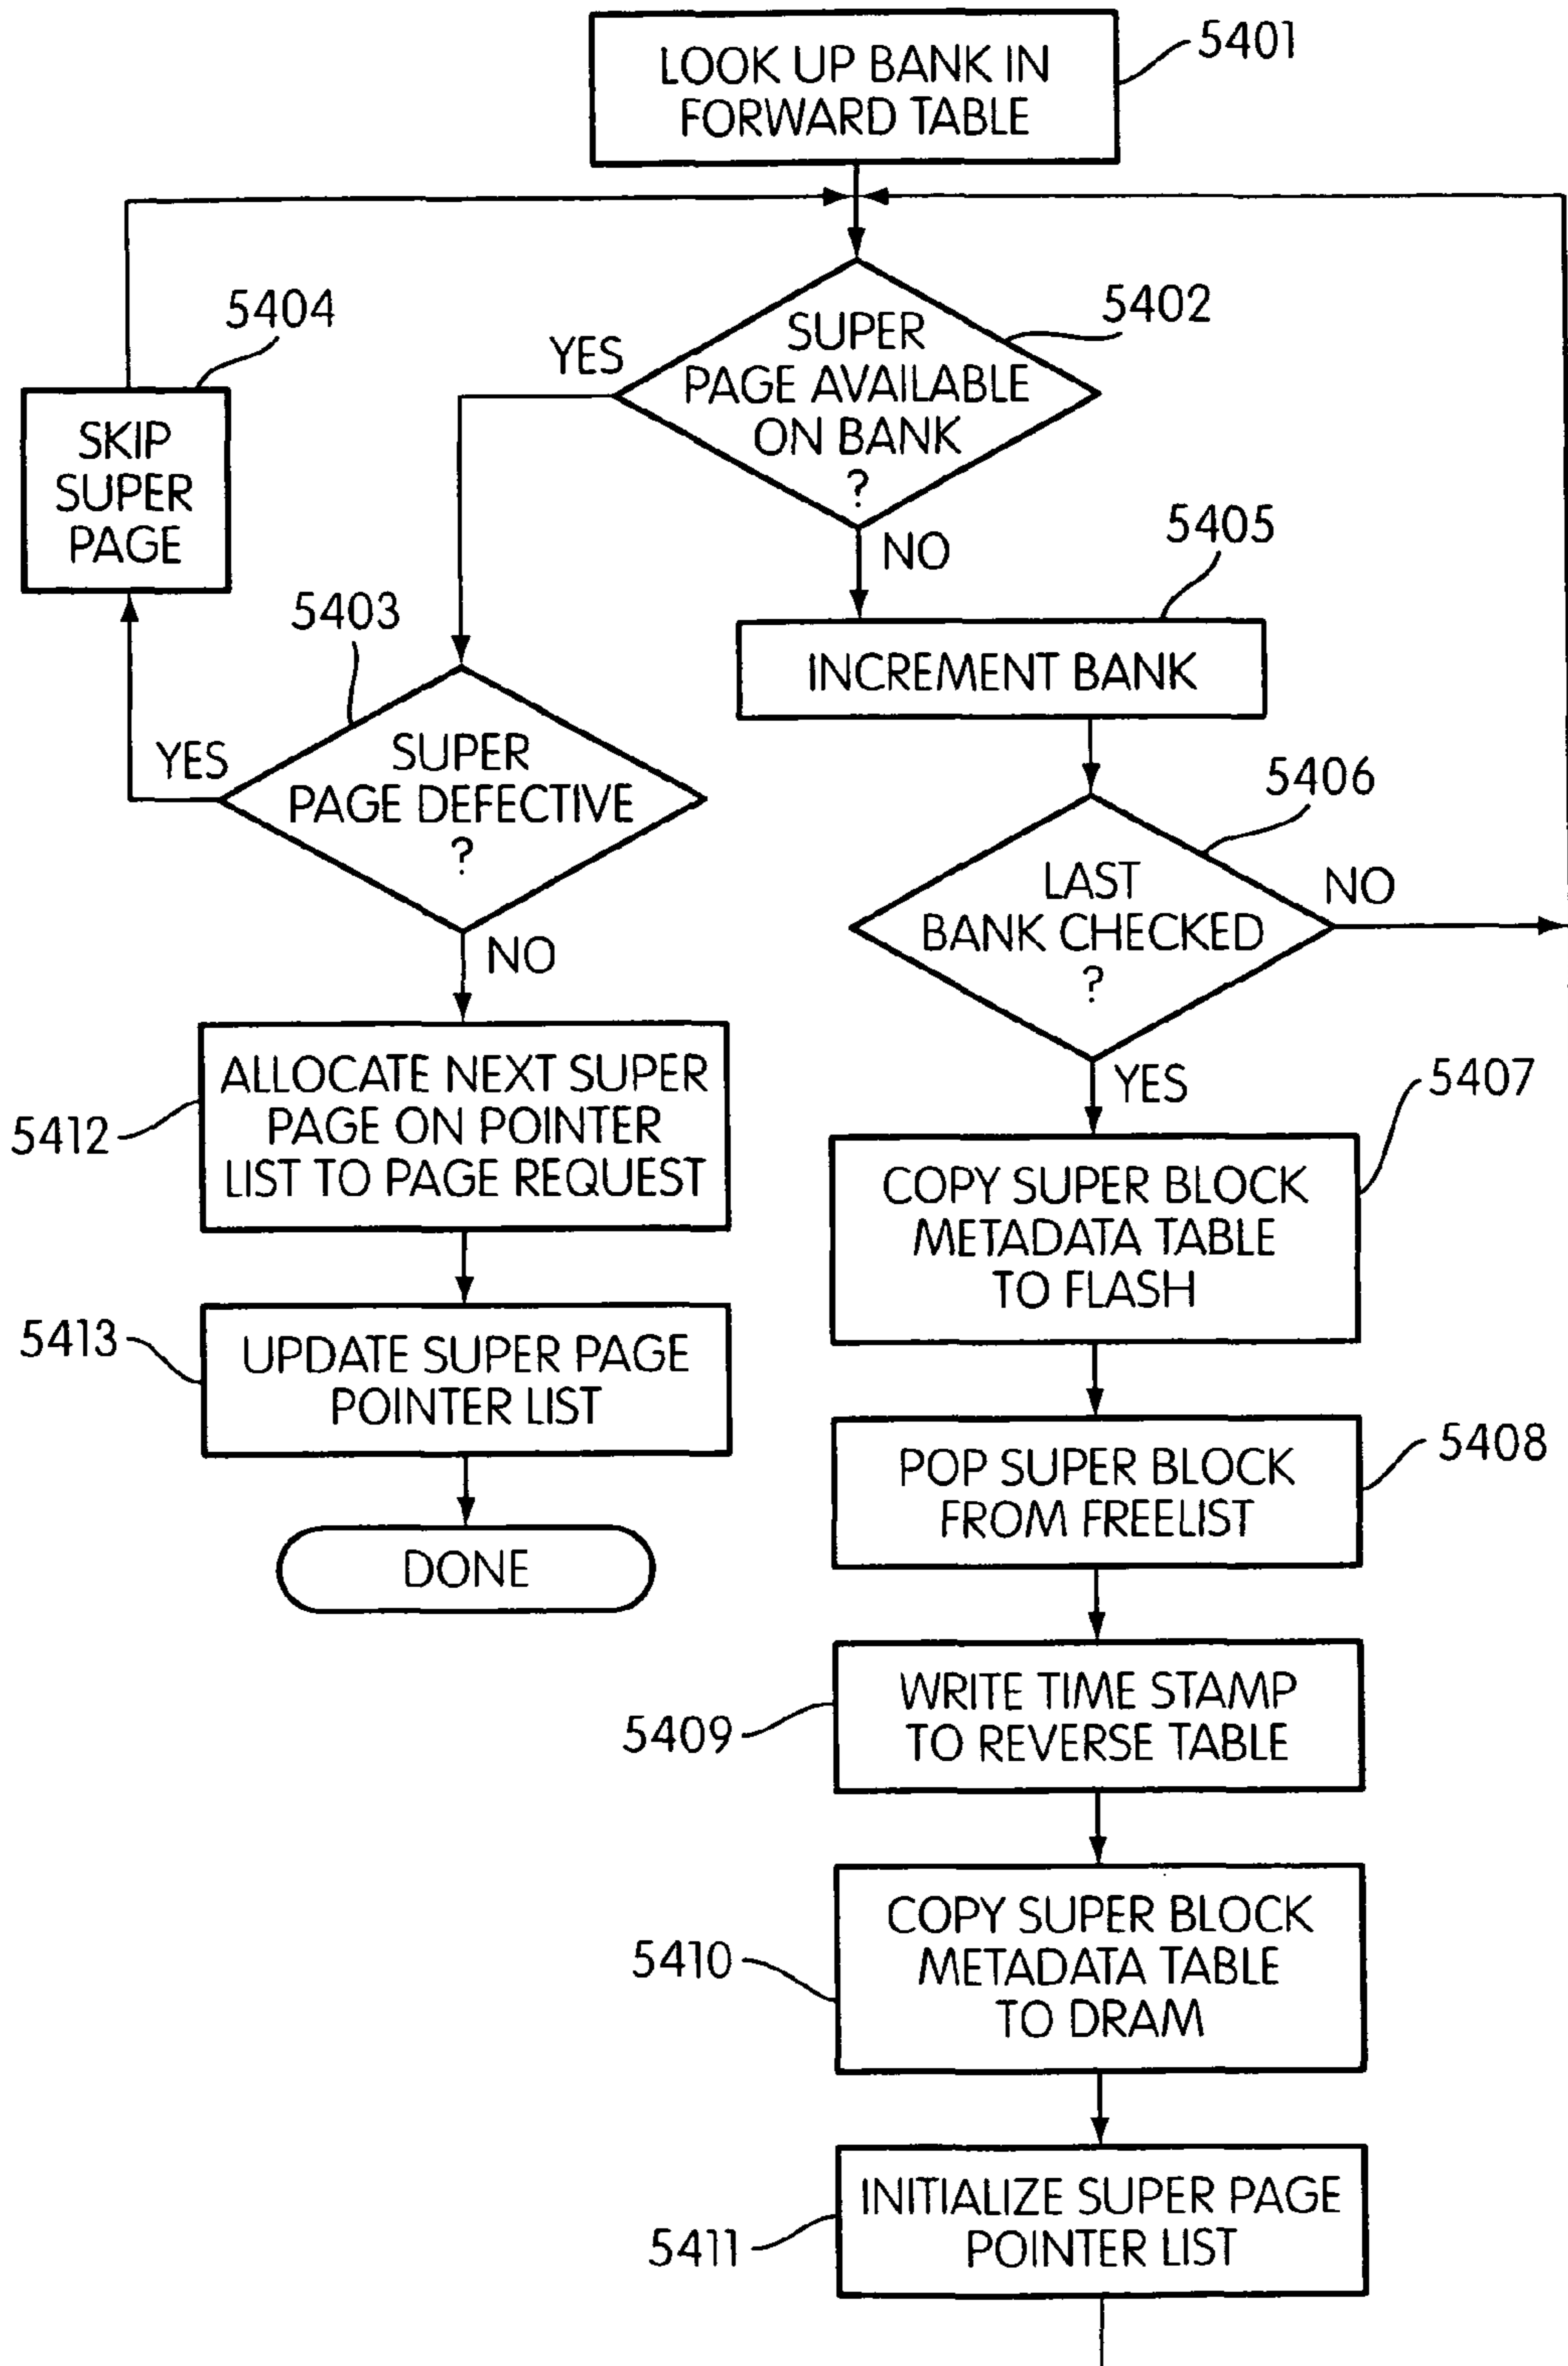 LOOK UP BANK IN
FORWARD TABLE
5401
5404
SKIP
SUPER
PAGE
YES
SUPER
PAGE AVAILABLE
ON BANK
?
5402
NO
5405
INCREMENT BANK
5403
YES
SUPER
PAGE DEFECTIVE
?
NO
5406
LAST
BANK CHECKED
?
NO
YES
5412
ALLOCATE NEXT SUPER
PAGE ON POINTER
LIST TO PAGE REQUEST
5407
COPY SUPER BLOCK
METADATA TABLE
TO FLASH
5413
UPDATE SUPER PAGE
POINTER LIST
DONE
5408
POP SUPER BLOCK
FROM FREELIST
5409
WRITE TIME STAMP
TO REVERSE TABLE
5410
COPY SUPER BLOCK
METADATA TABLE
TO DRAM
5411
INITIALIZE SUPER PAGE
POINTER LIST